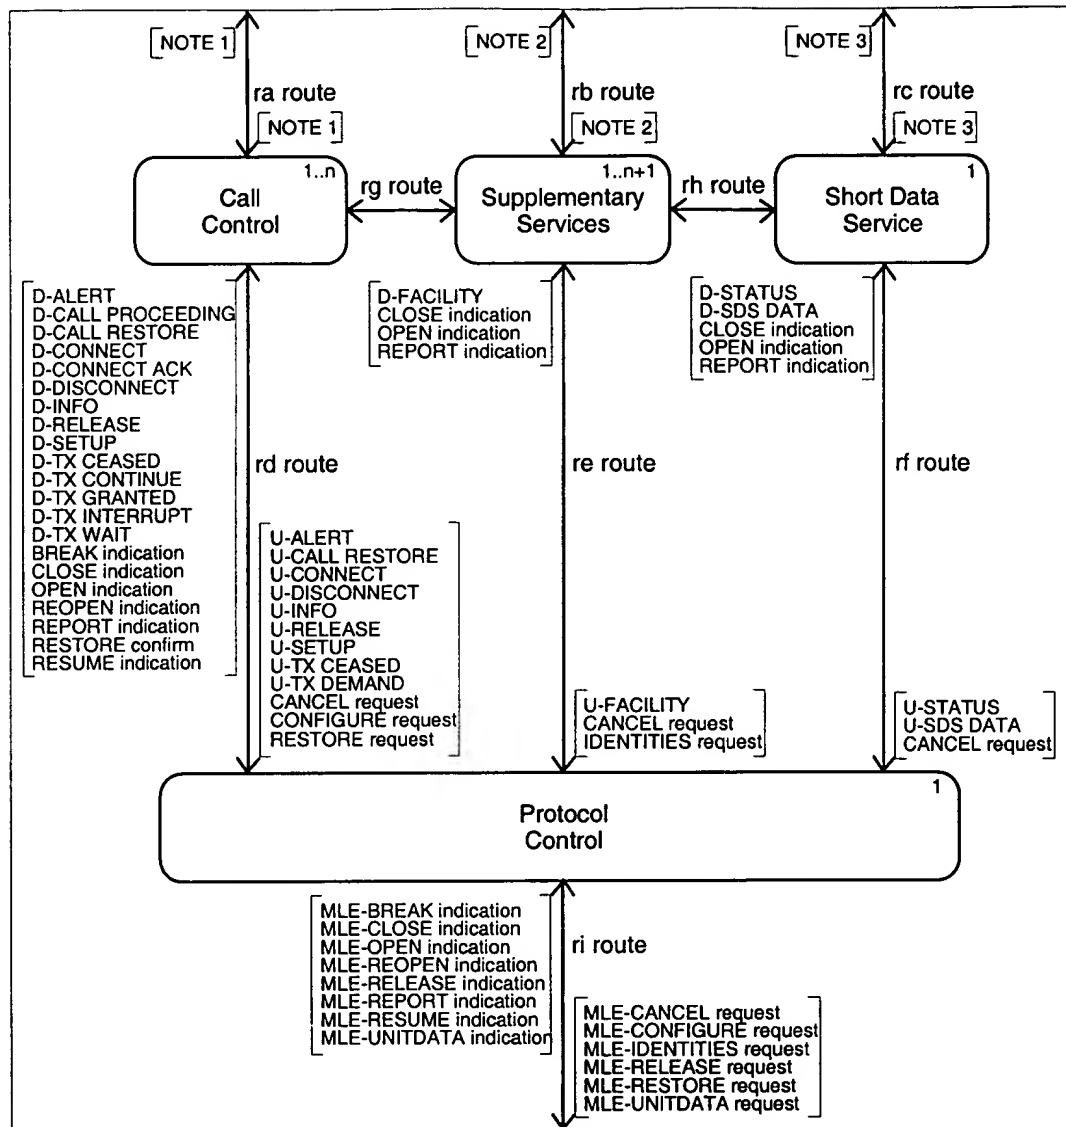 [NOTE 1]
[NOTE 2]
[NOTE 3]
ra route
rb route
rc route
[NOTE 1]
[NOTE 2]
[NOTE 3]
1..n
Call
Control
rg route
1..n+1
Supplementary
Services
rh route
1
Short Data
Service
D-ALERT
D-CALL PROCEEDING
D-CALL RESTORE
D-CONNECT
D-CONNECT ACK
D-DISCONNECT
D-INFO
D-RELEASE
D-SETUP
D-TX CEASED
D-TX CONTINUE
D-TX GRANTED
D-TX INTERRUPT
D-TX WAIT
BREAK indication
CLOSE indication
OPEN indication
REOPEN indication
REPORT indication
RESTORE confirm
RESUME indication
D-FACILITY
CLOSE indication
OPEN indication
REPORT indication
D-STATUS
D-SDS DATA
CLOSE indication
OPEN indication
REPORT indication
rd route
re route
rf route
U-ALERT
U-CALL RESTORE
U-CONNECT
U-DISCONNECT
U-INFO
U-RELEASE
U-SETUP
U-TX CEASED
U-TX DEMAND
CANCEL request
CONFIGURE request
RESTORE request
U-FACILITY
CANCEL request
IDENTITIES request
U-STATUS
U-SDS DATA
CANCEL request
1
Protocol
Control
MLE-BREAK indication
MLE-CLOSE indication
MLE-OPEN indication
MLE-REOPEN indication
MLE-RELEASE indication
MLE-REPORT indication
MLE-RESUME indication
MLE-UNITDATA indication
ri route
MLE-CANCEL request
MLE-CONFIGURE request
MLE-IDENTITIES request
MLE-RELEASE request
MLE-RESTORE request
MLE-UNITDATA request